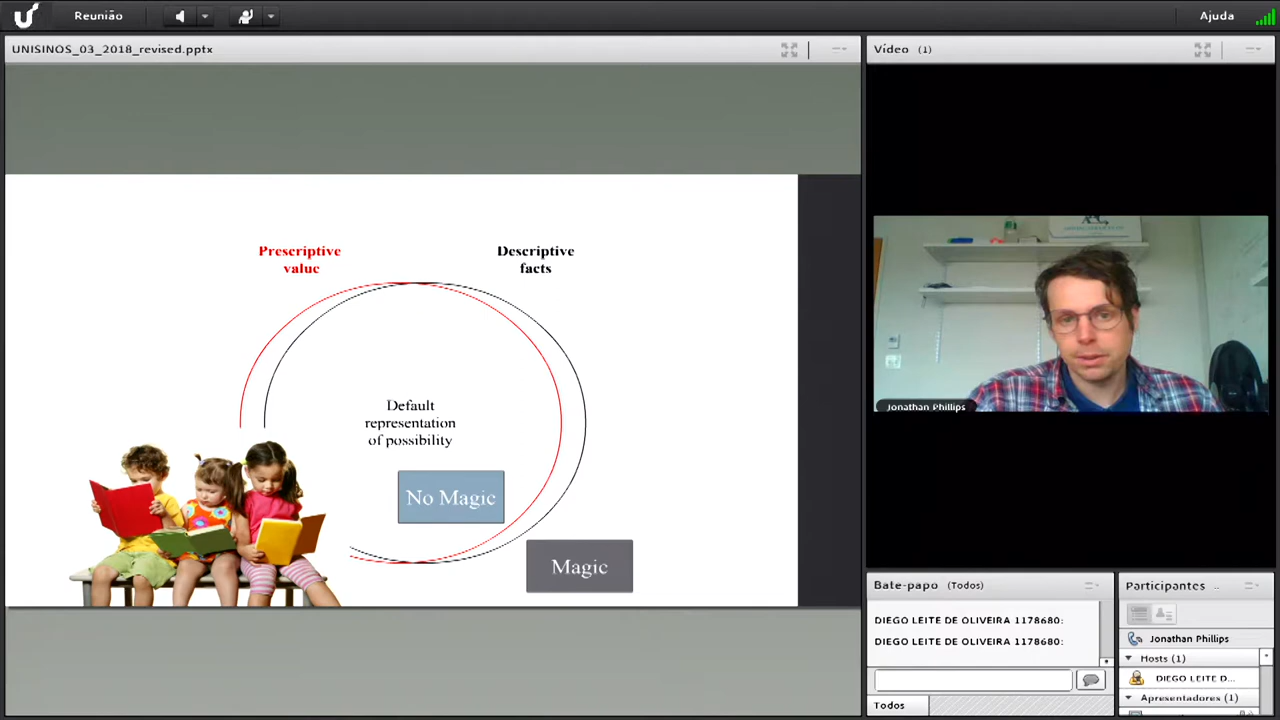 Reunião
Ajuda
UNISINOS_03_2018_revised.pptx
Vídeo (1)
Prescriptive
value
Descriptive
facts
Default
representation
of possibility
No Magic
Magic
Jonathan Phillips
Bate-papo (Todos)
DIEGO LEITE DE OLIVEIRA 1178680:
DIEGO LEITE DE OLIVEIRA 1178680:
Todos
Participantes ..
Jonathan Phillips
Hosts (1)
DIEGO LEITE D...
Apresentadores (1)